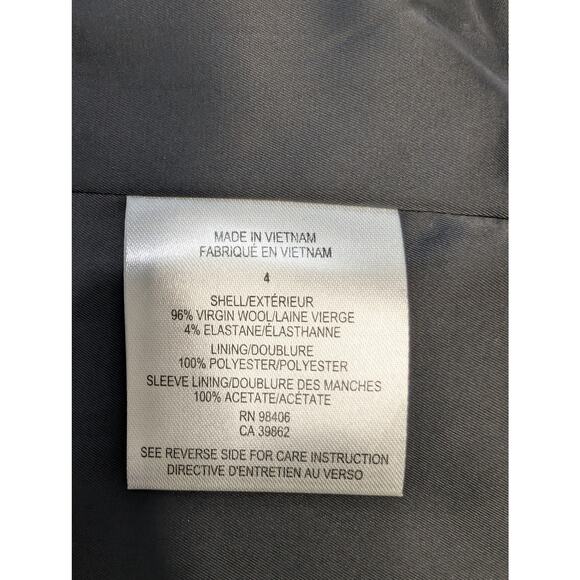 MADE IN VIETNAM
FABRIQUÉ EN VIETNAM
4
SHELL/EXTÉRIEUR
96% VIRGIN WOOL/LAINE VIERGE
4% ELASTANE/ÉLASTHANNE
LINING/DOUBLURE
100% POLYESTER/POLYESTER
SLEEVE LINING/DOUBLURE DES MANCHES
100% ACETATE/ACÉTATE
RN 98406
CA 39862
SEE REVERSE SIDE FOR CARE INSTRUCTION
DIRECTIVE D'ENTRETIEN AU VERSO